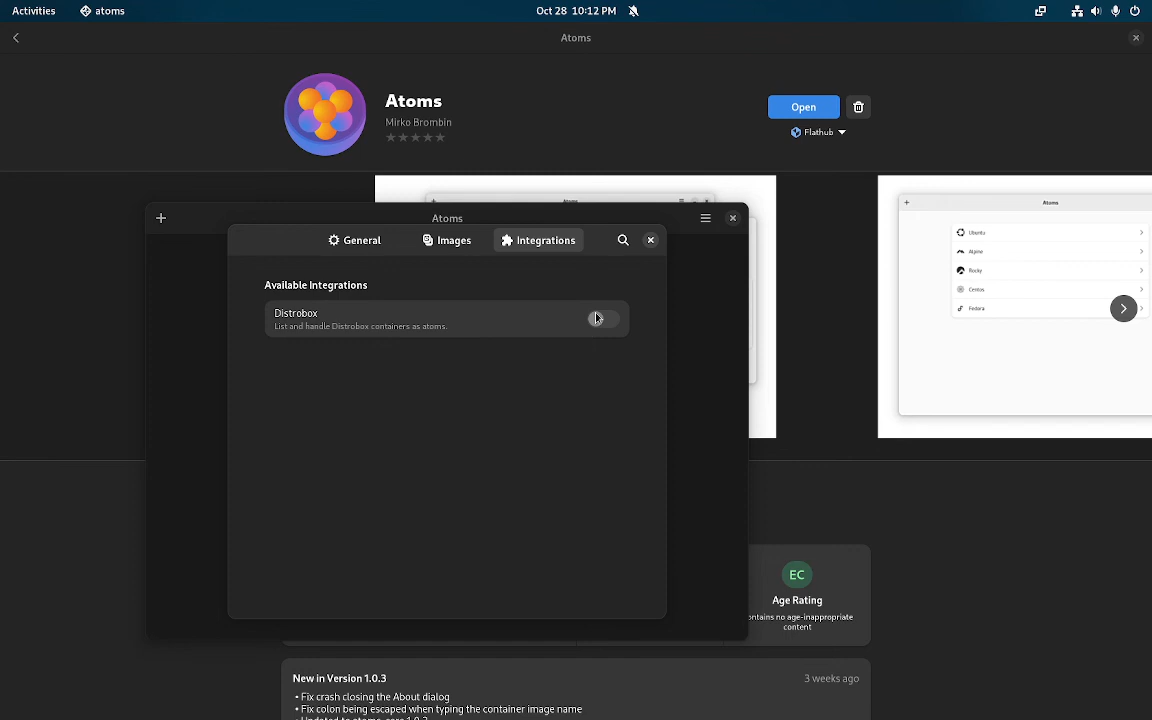 Activities
atoms
Oct 28 10:12 PM
Atoms
Atoms
Mirko Brombin
Open
Flathub
Atoms
General
Images
Integrations
Available Integrations
Distrobox
List and handle Distrobox containers as atoms.
Atoms
Ubuntu
Alpine
Rocky
Centos
Fedora
EC
Age Rating
ontains no age-inappropriate
content
New in Version 1.0.3
3 weeks ago
• Fix crash closing the About dialog
• Fix colon being escaped when typing the container image name